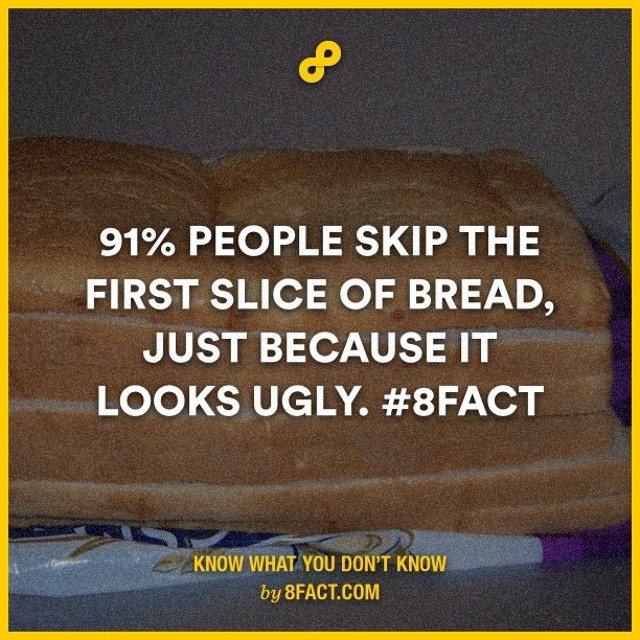 91% PEOPLE SKIP THE
FIRST SLICE OF BREAD,
JUST BECAUSE IT
LOOKS UGLY. #8FACT
KNOW WHAT YOU DON'T KNOW
by 8FACT.COM